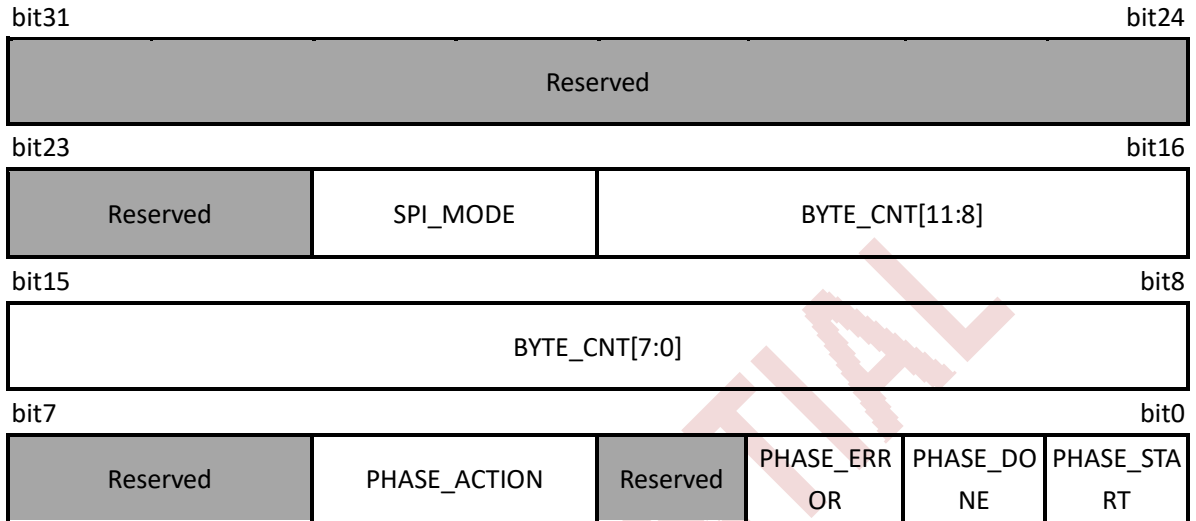 bit31 bit24
Reserved
bit23 bit16
Reserved SPI_MODE BYTE_CNT[11:8]
bit15 bit8
BYTE_CNT[7:0]
bit7 bit0
Reserved PHASE_ACTION Reserved PHASE_ERR PHASE_DO PHASE_STA
OR NE RT
TIAL